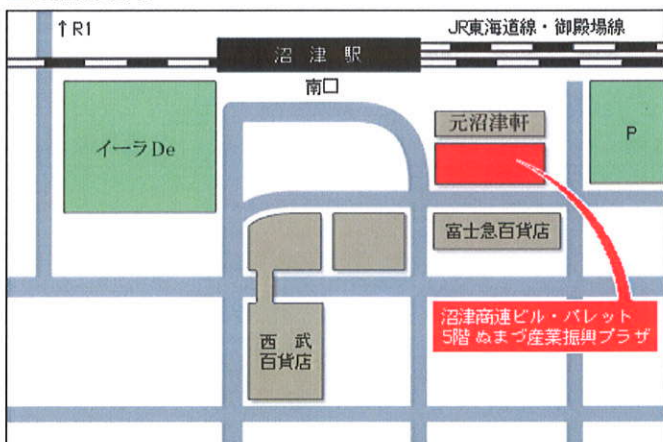 ↑R1
JR東海道線・御殿場線
沼津駅
南口
イーラDe
元沼津軒
P
富士急百貨店
沼津商連ビル・パレット
5階 ぬまづ産業振興プラザ
西武
百貨店